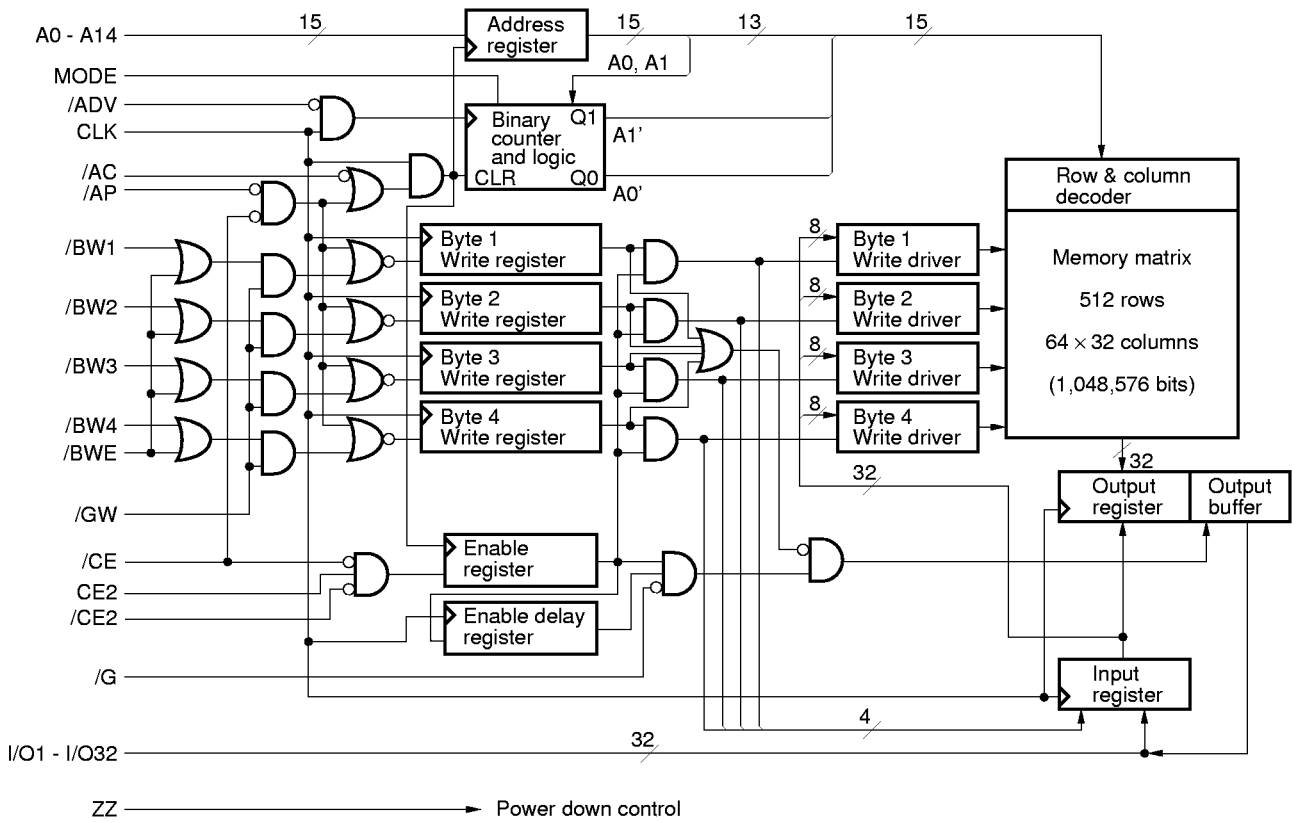 A0 - A14
15
Address
register
15
13
15
A0, A1
MODE
/ADV
CLK
Binary
counter
and logic
CLR
Q1
Q0
A1'
A0'
/AC
/AP
Row & column
decoder
/BW1
Byte 1
Write register
8
Byte 1
Write driver
Memory matrix
512 rows
64 × 32 columns
(1,048,576 bits)
/BW2
Byte 2
Write register
8
Byte 2
Write driver
/BW3
Byte 3
Write register
8
Byte 3
Write driver
/BW4
Byte 4
Write register
8
Byte 4
Write driver
/BWE
32
32
Output
register
Output
buffer
/GW
/CE
Enable
register
CE2
/CE2
Enable delay
register
/G
Input
register
4
I/O1 - I/O32
32
ZZ
Power down control